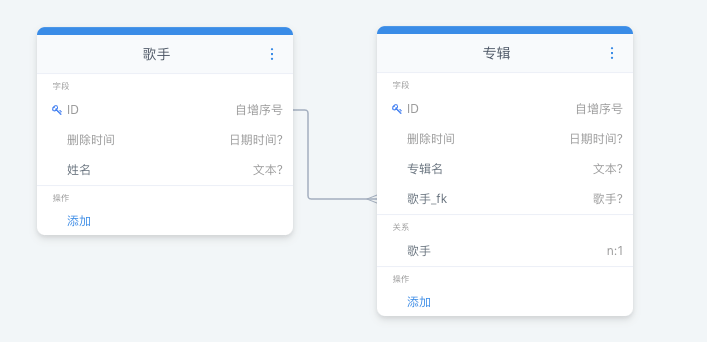 歌手
字段
ID 自增序号
删除时间 日期时间?
姓名 文本?
操作
添加
专辑
字段
ID 自增序号
删除时间 日期时间?
专辑名 文本?
歌手_fk 歌手?
关系
歌手 n:1
操作
添加